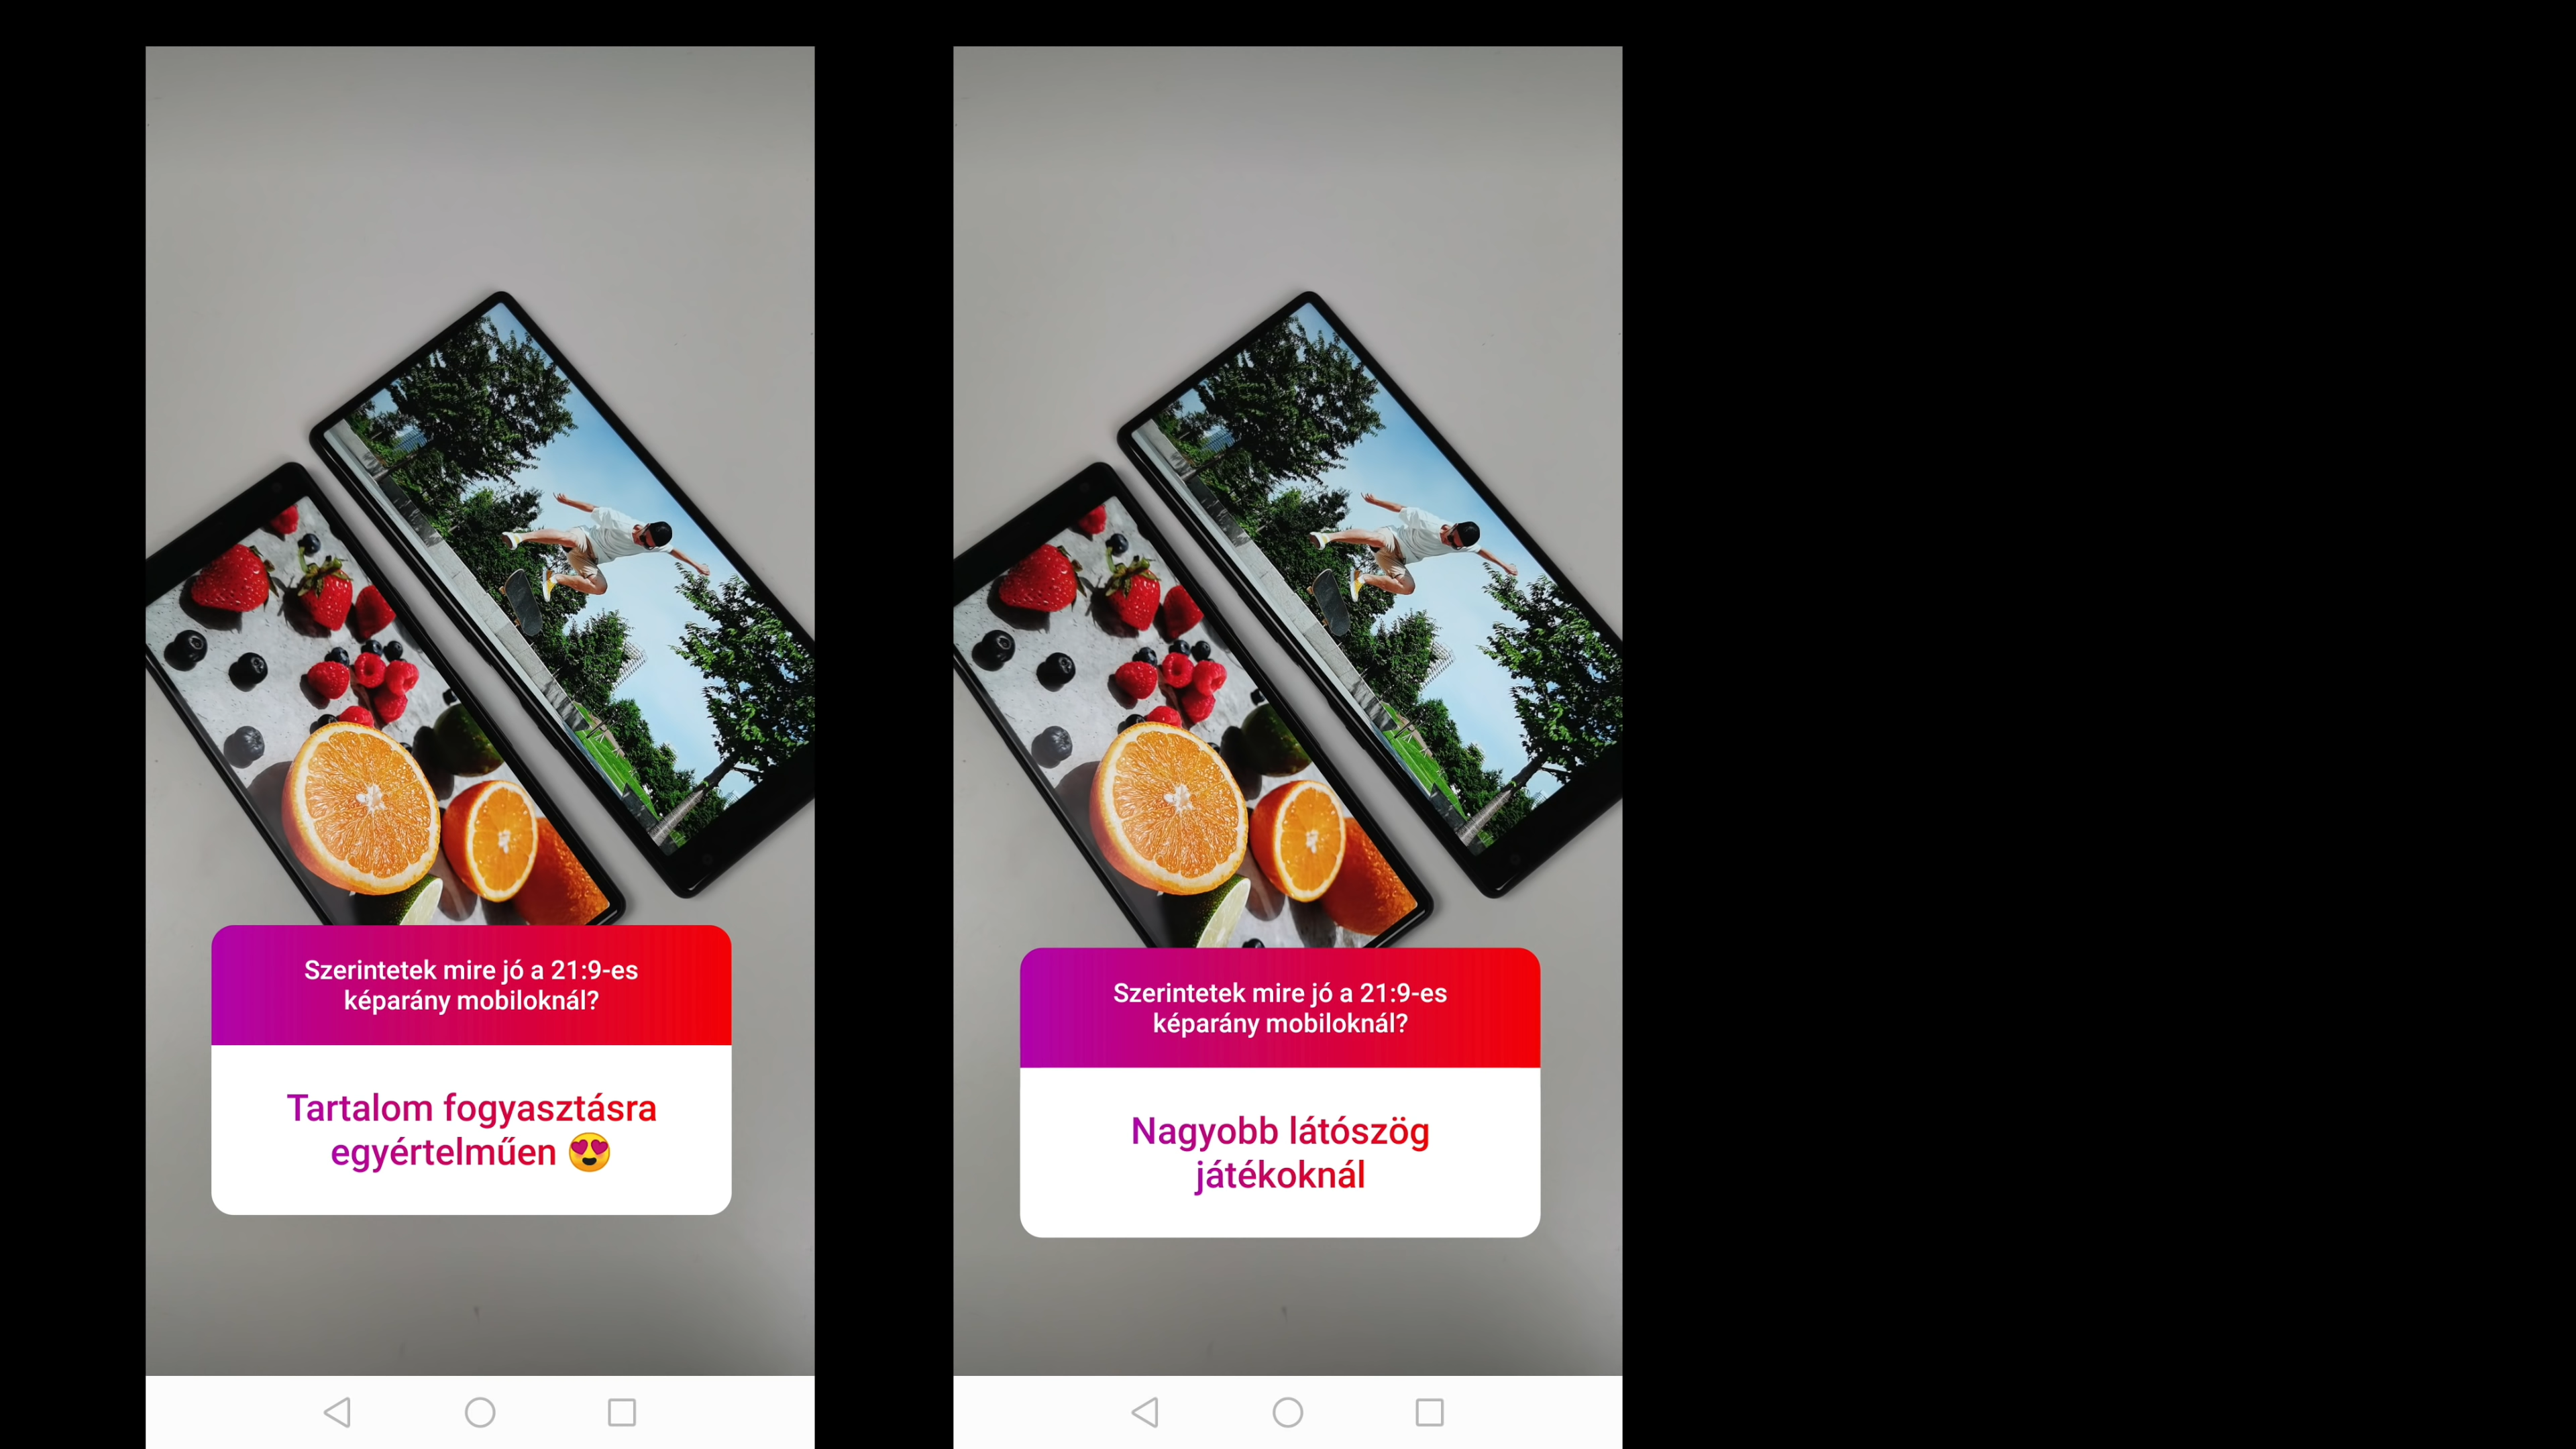 Szerintetek mire jó a 21:9-es
képarány mobiloknál?
Tartalom fogyasztásra
egyértelműen 😍
Szerintetek mire jó a 21:9-es
képarány mobiloknál?
Nagyobb látószög
játékoknál